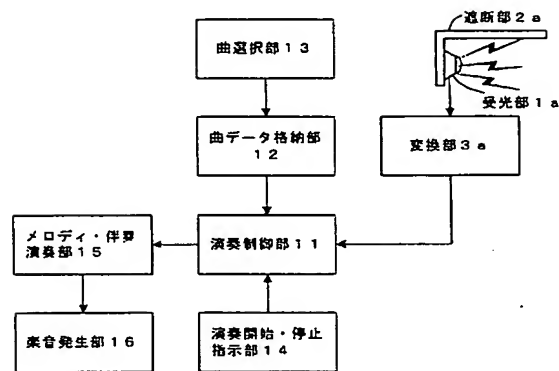 遮断部2a
曲選択部13
受光部1a
曲データ格納部
12
変換部3a
メロディ・伴奏
演奏部15
演奏制御部11
楽音発生部16
演奏開始・停止
指示部14